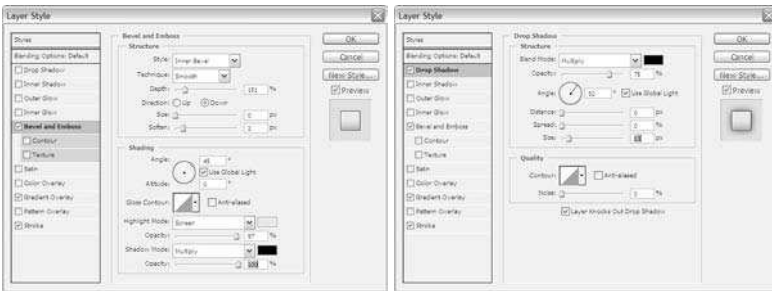 Layer Style
Styles
Blending Options: Default
Drop Shadow
Inner Shadow
Outer Glow
Inner Glow
Bevel and Emboss
Contour
Texture
Satin
Color Overlay
Gradient Overlay
Pattern Overlay
Stroke
Bevel and Emboss
Structure
Style: Inner Bevel
Technique: Smooth
Depth: %
Direction: Up Down
Size: px
Soften: px
Shading
Angle: °
Use Global Light
Altitude: °
Gloss Contour: Anti-aliased
Highlight Mode: Screen
Opacity: %
Shadow Mode: Multiply
Opacity: 100 %
OK
Cancel
New Style...
Preview
Layer Style
Styles
Blending Options: Default
Drop Shadow
Inner Shadow
Outer Glow
Inner Glow
Bevel and Emboss
Contour
Texture
Satin
Color Overlay
Gradient Overlay
Pattern Overlay
Stroke
Drop Shadow
Structure
Blend Mode: Multiply
Opacity: 75 %
Angle: ° Use Global Light
Distance: px
Spread: %
Size: px
Quality
Contour: Anti-aliased
Noise: %
Layer Knocks Out Drop Shadow
OK
Cancel
New Style...
Preview